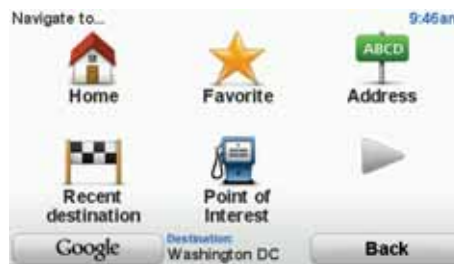 Navigate to...
9:46am
Home
Favorite
ABCD
Address
Recent
destination
Point of
Interest
Google
Destination:
Washington DC
Back